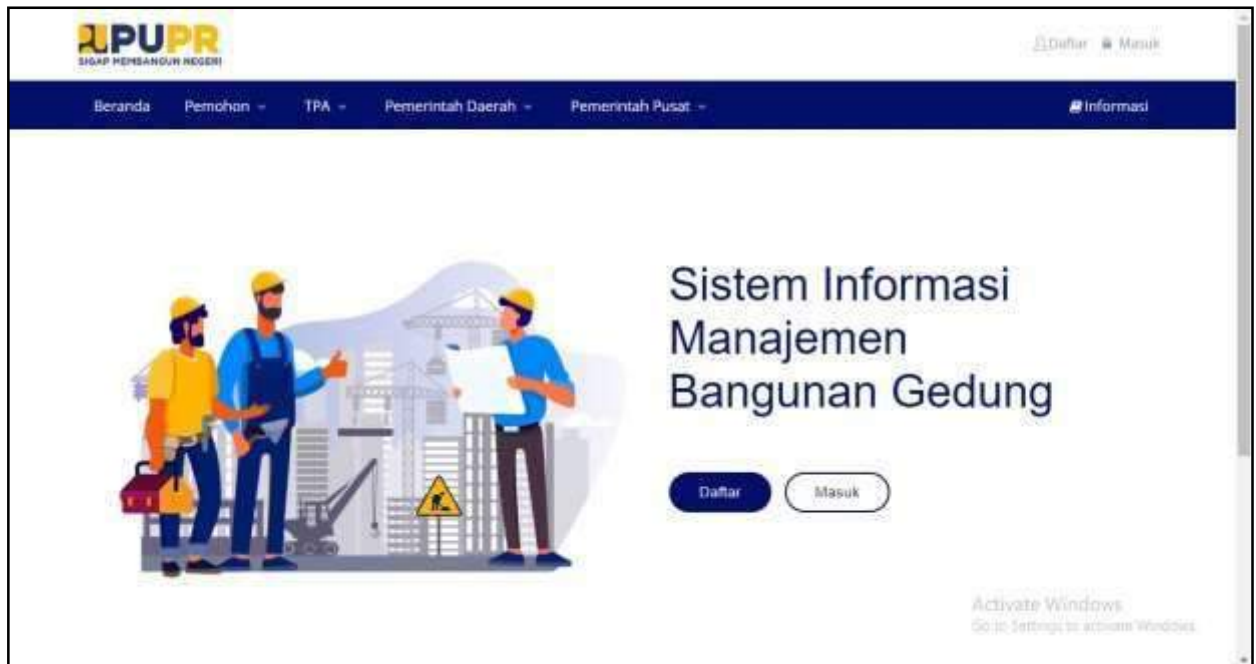 PUPR
SIGAP MEMBANGUN NEGERI
Daftar Masuk
Beranda Pemohon TPA Pemerintah Daerah Pemerintah Pusat Informasi
Sistem Informasi
Manajemen
Bangunan Gedung
Daftar Masuk
Activate Windows
Go to Settings to activate Windows.